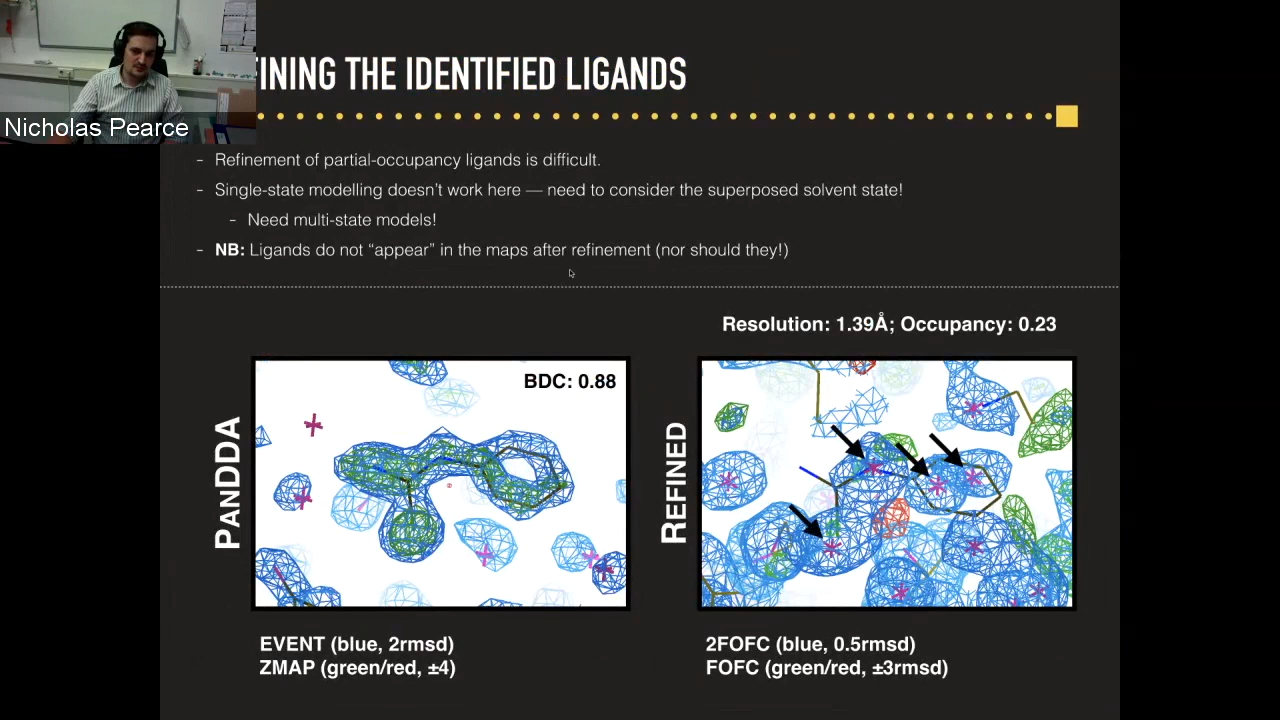 FINING THE IDENTIFIED LIGANDS
Nicholas Pearce
- Refinement of partial-occupancy ligands is difficult.
- Single-state modelling doesn't work here — need to consider the superposed solvent state!
- Need multi-state models!
- NB: Ligands do not “appear” in the maps after refinement (nor should they!)
Resolution: 1.39Å; Occupancy: 0.23
BDC: 0.88
PANDDA
REFINED
EVENT (blue, 2rmsd)
ZMAP (green/red, ±4)
2FOFC (blue, 0.5rmsd)
FOFC (green/red, ±3rmsd)